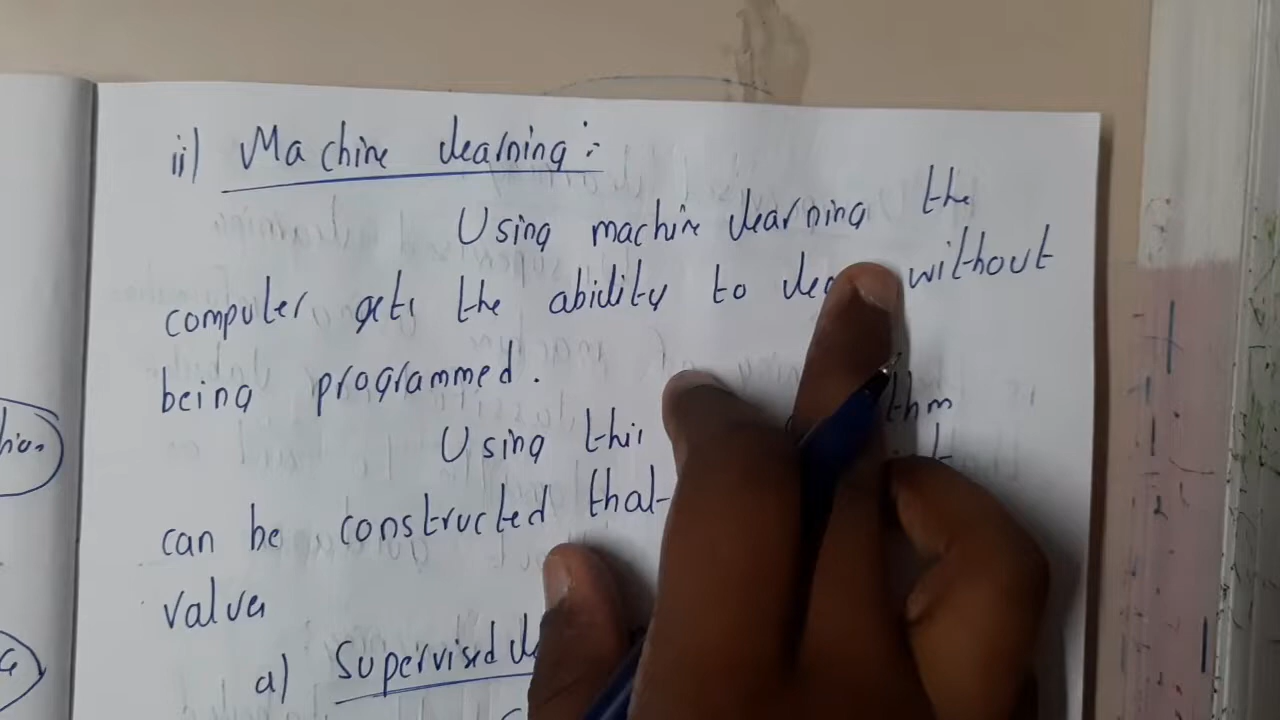 ii) Machine learning :-
Using machine learning the
computer gets the ability to without
being programmed.
Using this
can be constructed that
value
a) Supervised